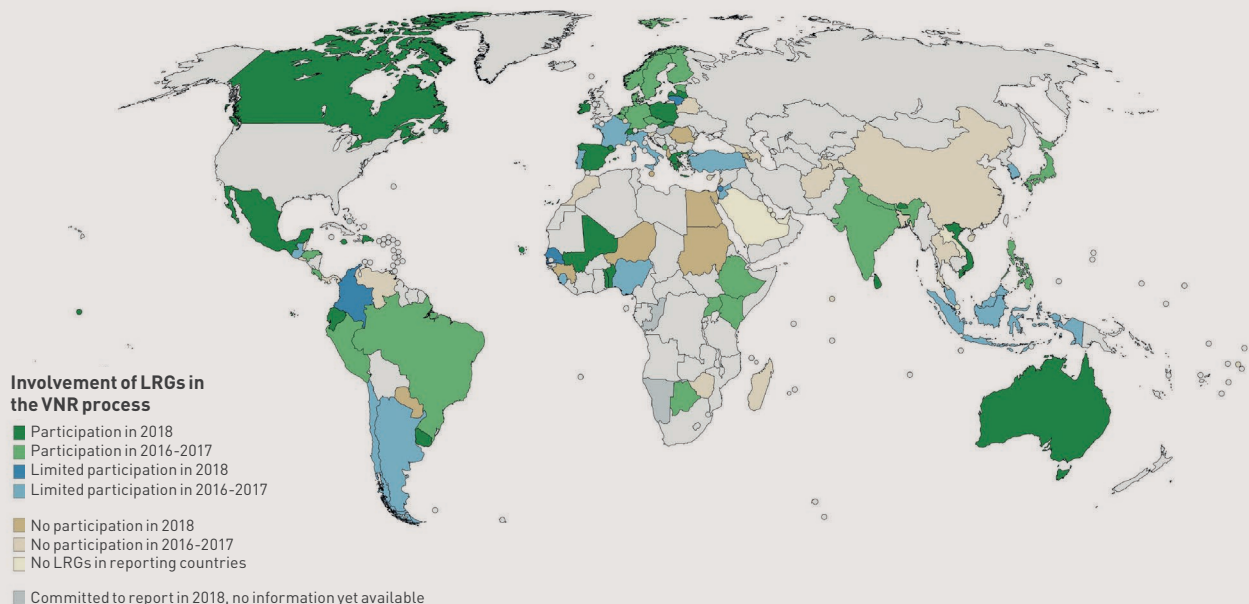 Involvement of LRGs in
the VNR process
Participation in 2018
Participation in 2016-2017
Limited participation in 2018
Limited participation in 2016-2017
No participation in 2018
No participation in 2016-2017
No LRGs in reporting countries
Committed to report in 2018, no information yet available